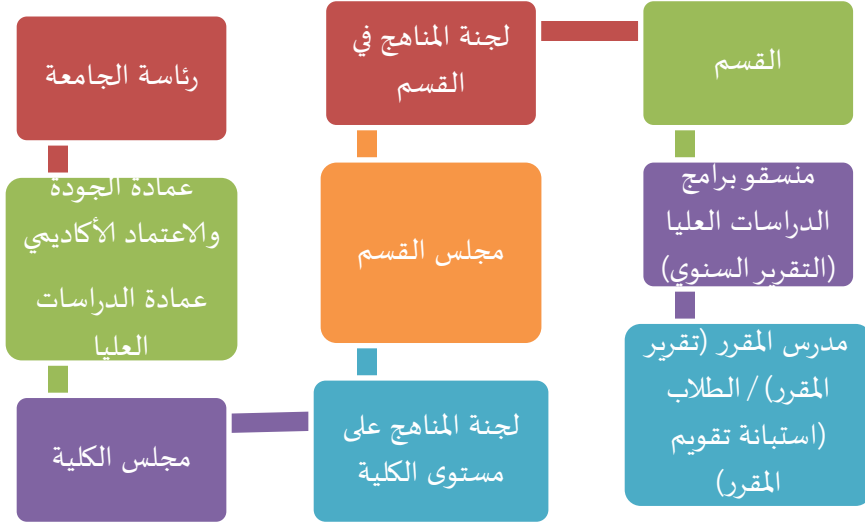 القسم
منسقو برامج
الدراسات العليا
(التقرير السنوي)
مدرس المقرر (تقرير
المقرر) / الطلاب
(استبانة تقويم
المقرر)
لجنة المناهج في
القسم
مجلس القسم
لجنة المناهج على
مستوى الكلية
رئاسة الجامعة
عمادة الجودة
والاعتماد الأكاديمي
عمادة الدراسات
العليا
مجلس الكلية